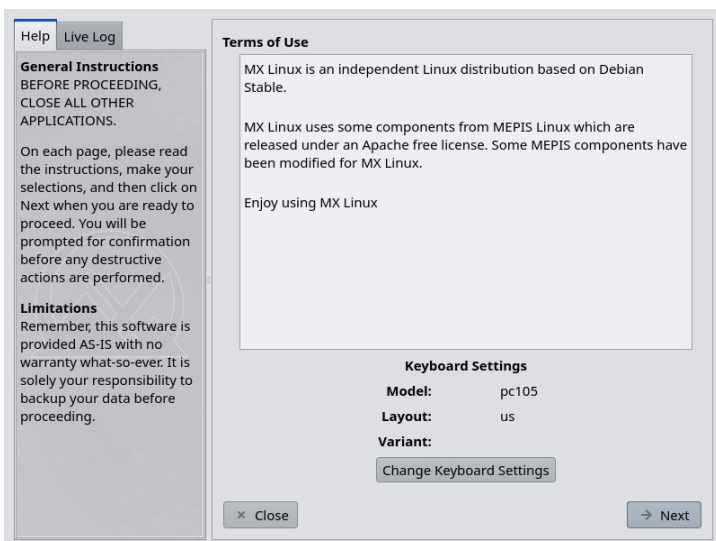 Help
Live Log
General Instructions
BEFORE PROCEEDING,
CLOSE ALL OTHER
APPLICATIONS.
On each page, please read
the instructions, make your
selections, and then click on
Next when you are ready to
proceed. You will be
prompted for confirmation
before any destructive
actions are performed.
Limitations
Remember, this software is
provided AS-IS with no
warranty what-so-ever. It is
solely your responsibility to
backup your data before
proceeding.
Terms of Use
MX Linux is an independent Linux distribution based on Debian
Stable.
MX Linux uses some components from MEPIS Linux which are
released under an Apache free license. Some MEPIS components have
been modified for MX Linux.
Enjoy using MX Linux
Keyboard Settings
Model: pc105
Layout: us
Variant:
Change Keyboard Settings
Close
Next